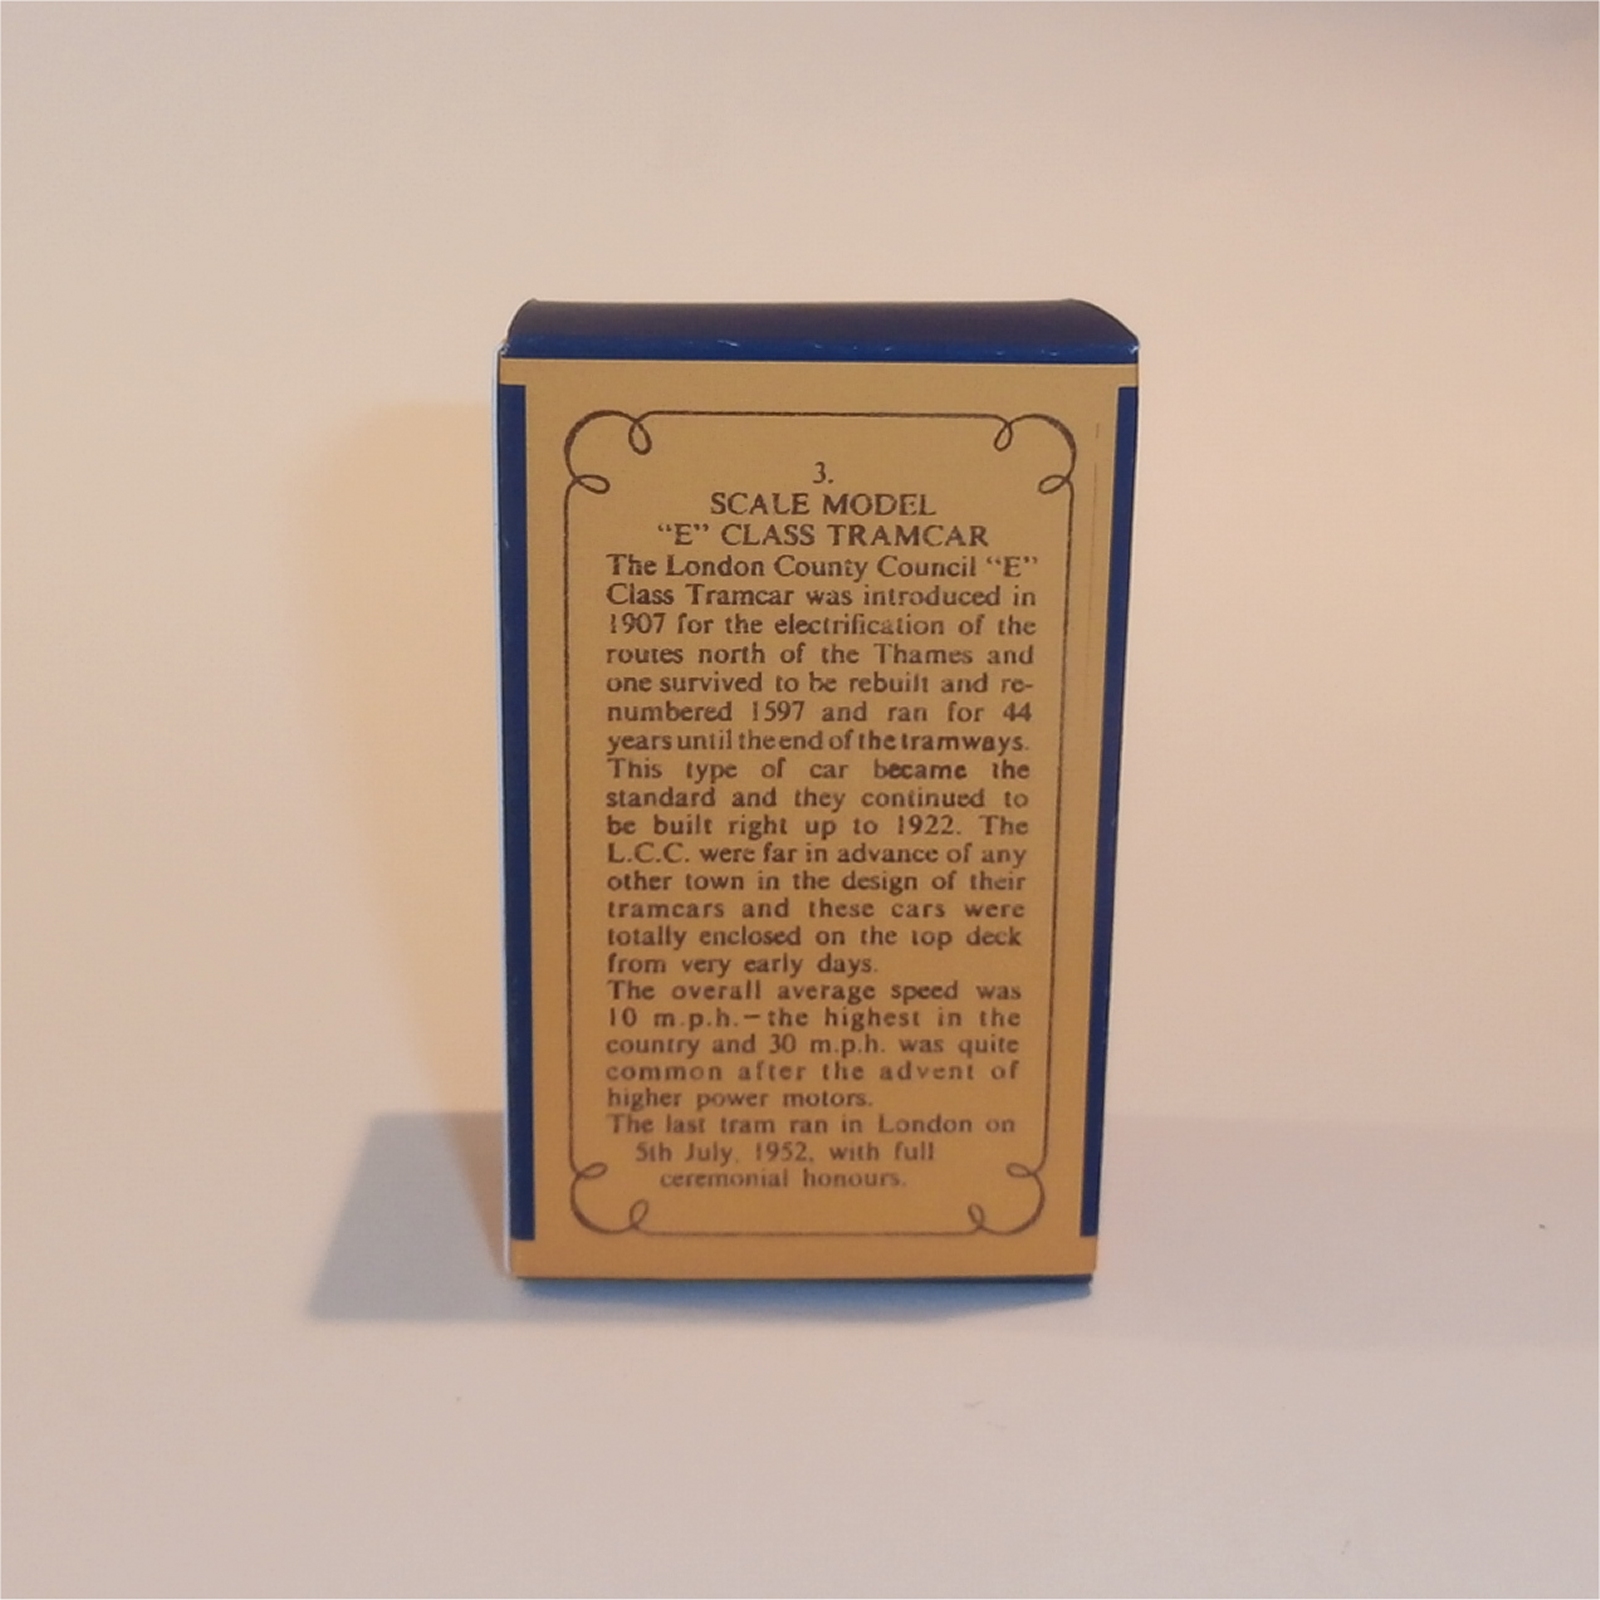 3.
SCALE MODEL
“E” CLASS TRAMCAR
The London County Council “E”
Class Tramcar was introduced in
1907 for the electrification of the
routes north of the Thames and
one survived to be rebuilt and re-
numbered 1597 and ran for 44
years until the end of the tramways.
This type of car became the
standard and they continued to
be built right up to 1922. The
L.C.C. were far in advance of any
other town in the design of their
tramcars and these cars were
totally enclosed on the top deck
from very early days.
The overall average speed was
10 m.p.h.—the highest in the
country and 30 m.p.h. was quite
common after the advent of
higher power motors.
The last tram ran in London on
5th July, 1952, with full
ceremonial honours.